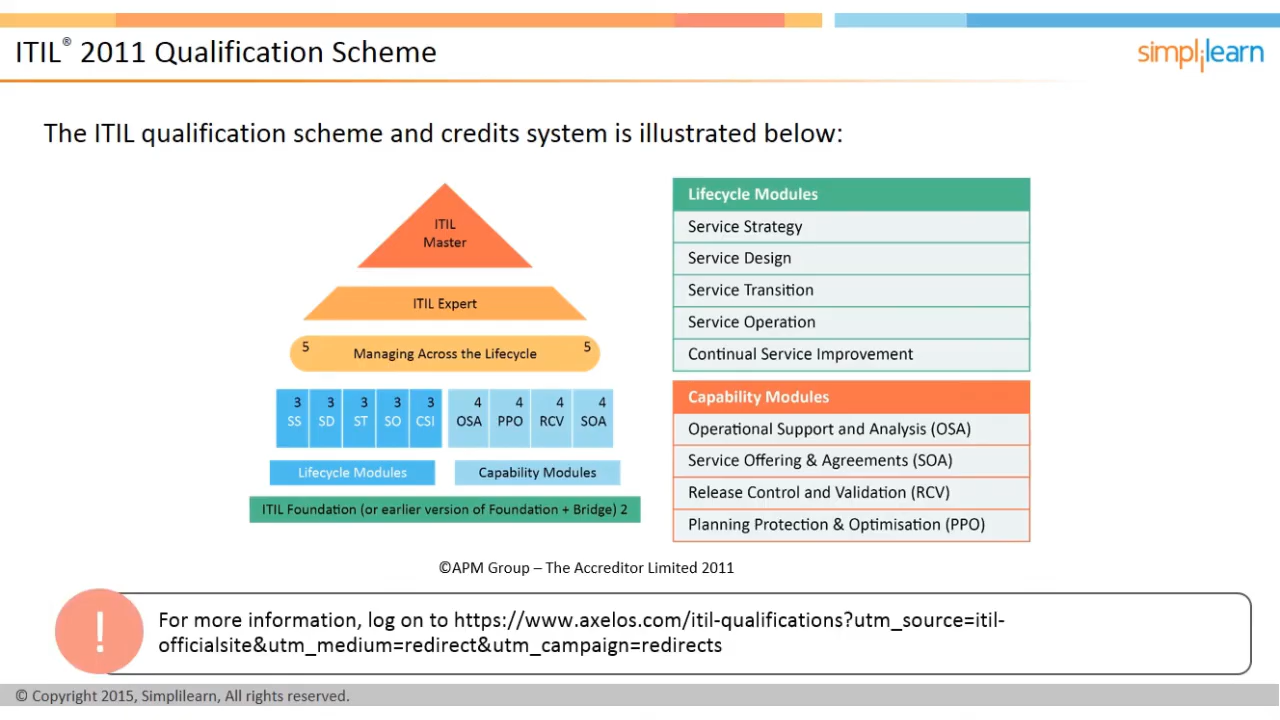 ITIL® 2011 Qualification Scheme
simplilearn
The ITIL qualification scheme and credits system is illustrated below:
ITIL
Master
ITIL Expert
5 Managing Across the Lifecycle 5
3 3 3 3 3 4 4 4 4
SS SD ST SO CSI OSA PPO RCV SOA
Lifecycle Modules Capability Modules
ITIL Foundation (or earlier version of Foundation + Bridge) 2
Lifecycle Modules
Service Strategy
Service Design
Service Transition
Service Operation
Continual Service Improvement
Capability Modules
Operational Support and Analysis (OSA)
Service Offering & Agreements (SOA)
Release Control and Validation (RCV)
Planning Protection & Optimisation (PPO)
©APM Group – The Accreditor Limited 2011
!
For more information, log on to https://www.axelos.com/itil-qualifications?utm_source=itil-
officialsite&utm_medium=redirect&utm_campaign=redirects
© Copyright 2015, Simplilearn, All rights reserved.